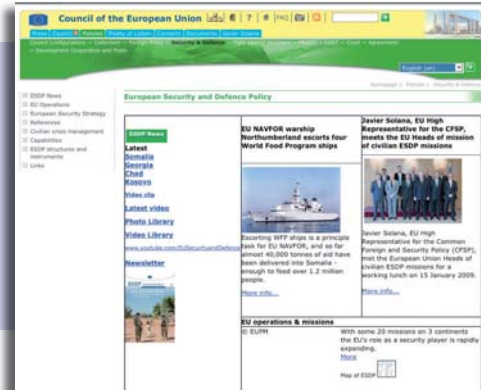 Council of the European Union
FAQ
Press Council Policies Treaty of Lisbon Contacts Documents Javier Solana
Security & Defence
Development Cooperation and Trade
English (en)
European Security and Defence Policy
ESDP News
EU Operations
European Security Strategy
References
Civilian crisis management
Capabilities
ESDP structures and instruments
Links
ESDP News
Latest
Somalia
Georgia
Chad
Kosovo
Video clip
Latest video
Photo Library
Video Library
www.youtube.com/EUSecurityandDefence
Newsletter
ESDP
EU NAVFOR warship
Northumberland escorts four
World Food Program ships
Escorting WFP ships is a principle
task for EU NAVFOR, and so far
almost 40,000 tonnes of aid have
been delivered into Somalia -
enough to feed over 1.2 million
people.
More info...
Javier Solana, EU High
Representative for the CFSP,
meets the EU Heads of mission
of civilian ESDP missions
Javier Solana, EU High
Representative for the Common
Foreign and Security Policy (CFSP),
met the European Union Heads of
civilian ESDP missions for a
working lunch on 15 January 2009.
More info...
EU operations & missions
© EUPM
With some 20 missions on 3 continents
the EU's role as a security player is rapidly
expanding.
More
Map of ESDP